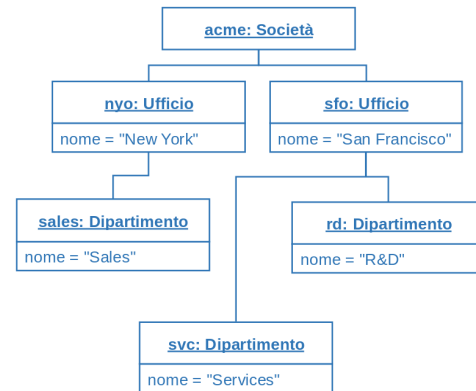 acme: Società
nyo: Ufficio
nome = "New York"
sfo: Ufficio
nome = "San Francisco"
sales: Dipartimento
nome = "Sales"
rd: Dipartimento
nome = "R&D"
svc: Dipartimento
nome = "Services"